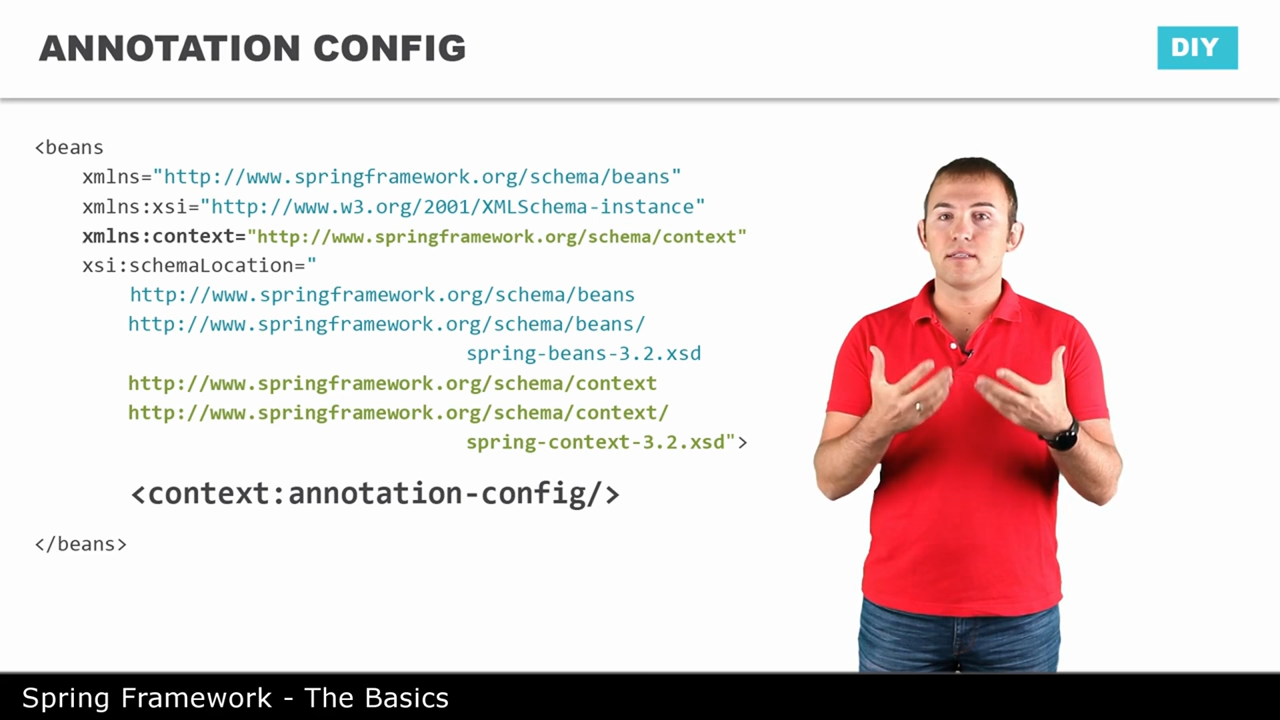 ANNOTATION CONFIG
DIY
<beans
xmlns="http://www.springframework.org/schema/beans"
xmlns:xsi="http://www.w3.org/2001/XMLSchema-instance"
xmlns:context="http://www.springframework.org/schema/context"
xsi:schemaLocation="
http://www.springframework.org/schema/beans
http://www.springframework.org/schema/beans/
spring-beans-3.2.xsd
http://www.springframework.org/schema/context
http://www.springframework.org/schema/context/
spring-context-3.2.xsd">
<context:annotation-config/>
</beans>
Spring Framework - The Basics